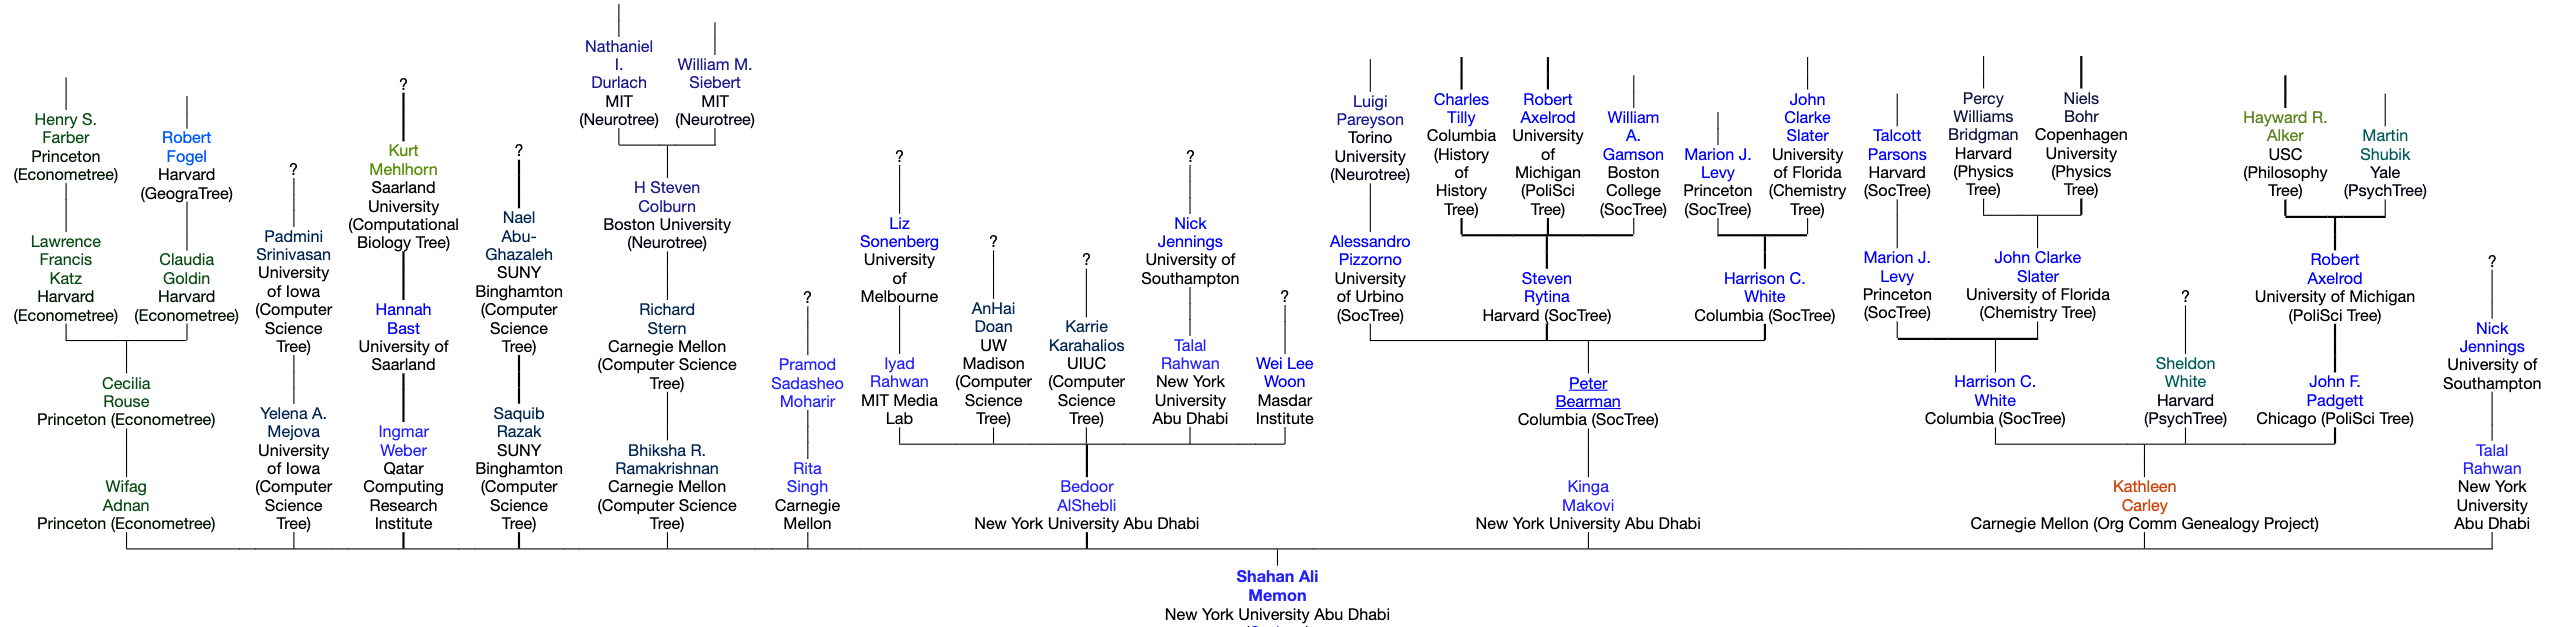 Henry S.
Farber
Princeton
(Econometree)
Robert
Fogel
Harvard
(GeograTree)
Lawrence
Francis
Katz
Harvard
(Econometree)
Claudia
Goldin
Harvard
(Econometree)
Cecilia
Rouse
Princeton (Econometree)
Wifag
Adnan
Princeton (Econometree)
?
Padmini
Srinivasan
University
of Iowa
(Computer
Science
Tree)
Yelena A.
Mejova
University
of Iowa
(Computer
Science
Tree)
?
Kurt
Mehlhorn
Saarland
University
(Computational
Biology Tree)
Hannah
Bast
University of
Saarland
Ingmar
Weber
Qatar
Computing
Research
Institute
?
Nael
Abu-
Ghazaleh
SUNY
Binghamton
(Computer
Science
Tree)
Saquib
Razak
SUNY
Binghamton
(Computer
Science
Tree)
Nathaniel
I.
Durlach
MIT
(Neurotree)
William M.
Siebert
MIT
(Neurotree)
H Steven
Colburn
Boston University
(Neurotree)
Richard
Stern
Carnegie Mellon
(Computer Science
Tree)
Bhiksha R.
Ramakrishnan
Carnegie Mellon
(Computer Science
Tree)
?
Pramod
Sadasheo
Moharir
Rita
Singh
Carnegie
Mellon
?
Liz
Sonenberg
University
of
Melbourne
Iyad
Rahwan
MIT Media
Lab
?
AnHai
Doan
UW
Madison
(Computer
Science
Tree)
?
Karrie
Karahalios
UIUC
(Computer
Science
Tree)
?
Nick
Jennings
University of
Southampton
Talal
Rahwan
New York
University
Abu Dhabi
?
Wei Lee
Woon
Masdar
Institute
Bedoor
AlShebli
New York University Abu Dhabi
Luigi
Pareyson
Torino
University
(Neurotree)
Alessandro
Pizzorno
University
of Urbino
(SocTree)
Charles
Tilly
Columbia
(History
of
History
Tree)
Robert
Axelrod
University
of
Michigan
(PoliSci
Tree)
William
A.
Gamson
Boston
College
(SocTree)
Steven
Rytina
Harvard (SocTree)
Marion J.
Levy
Princeton
(SocTree)
John
Clarke
Slater
University
of Florida
(Chemistry
Tree)
Harrison C.
White
Columbia (SocTree)
Peter
Bearman
Columbia (SocTree)
Kinga
Makovi
New York University Abu Dhabi
Talcott
Parsons
Harvard
(SocTree)
Marion J.
Levy
Princeton
(SocTree)
Percy
Williams
Bridgman
Harvard
(Physics
Tree)
Niels
Bohr
Copenhagen
University
(Physics
Tree)
John Clarke
Slater
University of Florida
(Chemistry Tree)
Harrison C.
White
Columbia (SocTree)
?
Sheldon
White
Harvard
(PsychTree)
Hayward R.
Alker
USC
(Philosophy
Tree)
Martin
Shubik
Yale
(PsychTree)
Robert
Axelrod
University of Michigan
(PoliSci Tree)
John F.
Padgett
Chicago (PoliSci Tree)
Kathleen
Carley
Carnegie Mellon (Org Comm Genealogy Project)
?
Nick
Jennings
University of
Southampton
Talal
Rahwan
New York
University
Abu Dhabi
Shahan Ali
Memon
New York University Abu Dhabi